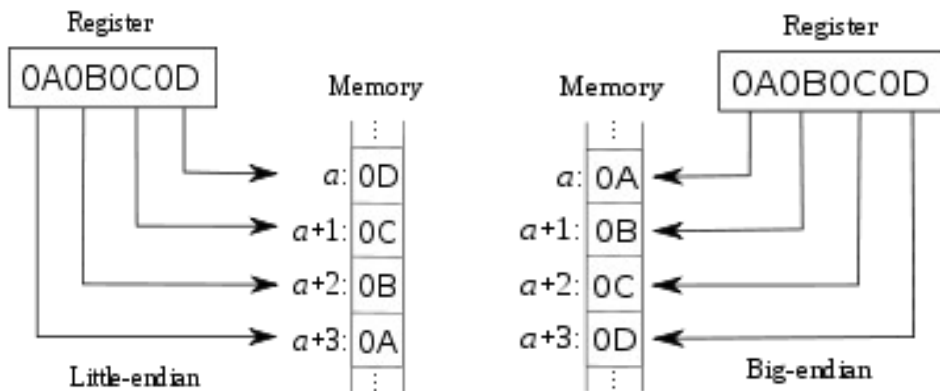 Register
0A0B0C0D
Memory
⋮
a: 0D
a+1: 0C
a+2: 0B
a+3: 0A
⋮
Little-endian
Register
0A0B0C0D
Memory
⋮
a: 0A
a+1: 0B
a+2: 0C
a+3: 0D
⋮
Big-endian